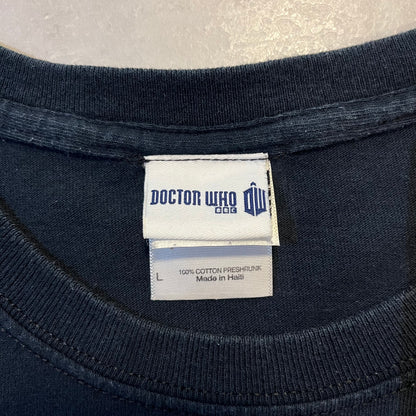 DOCTOR WHO DW
BBC
L 100% COTTON PRESHRUNK
Made in Haiti